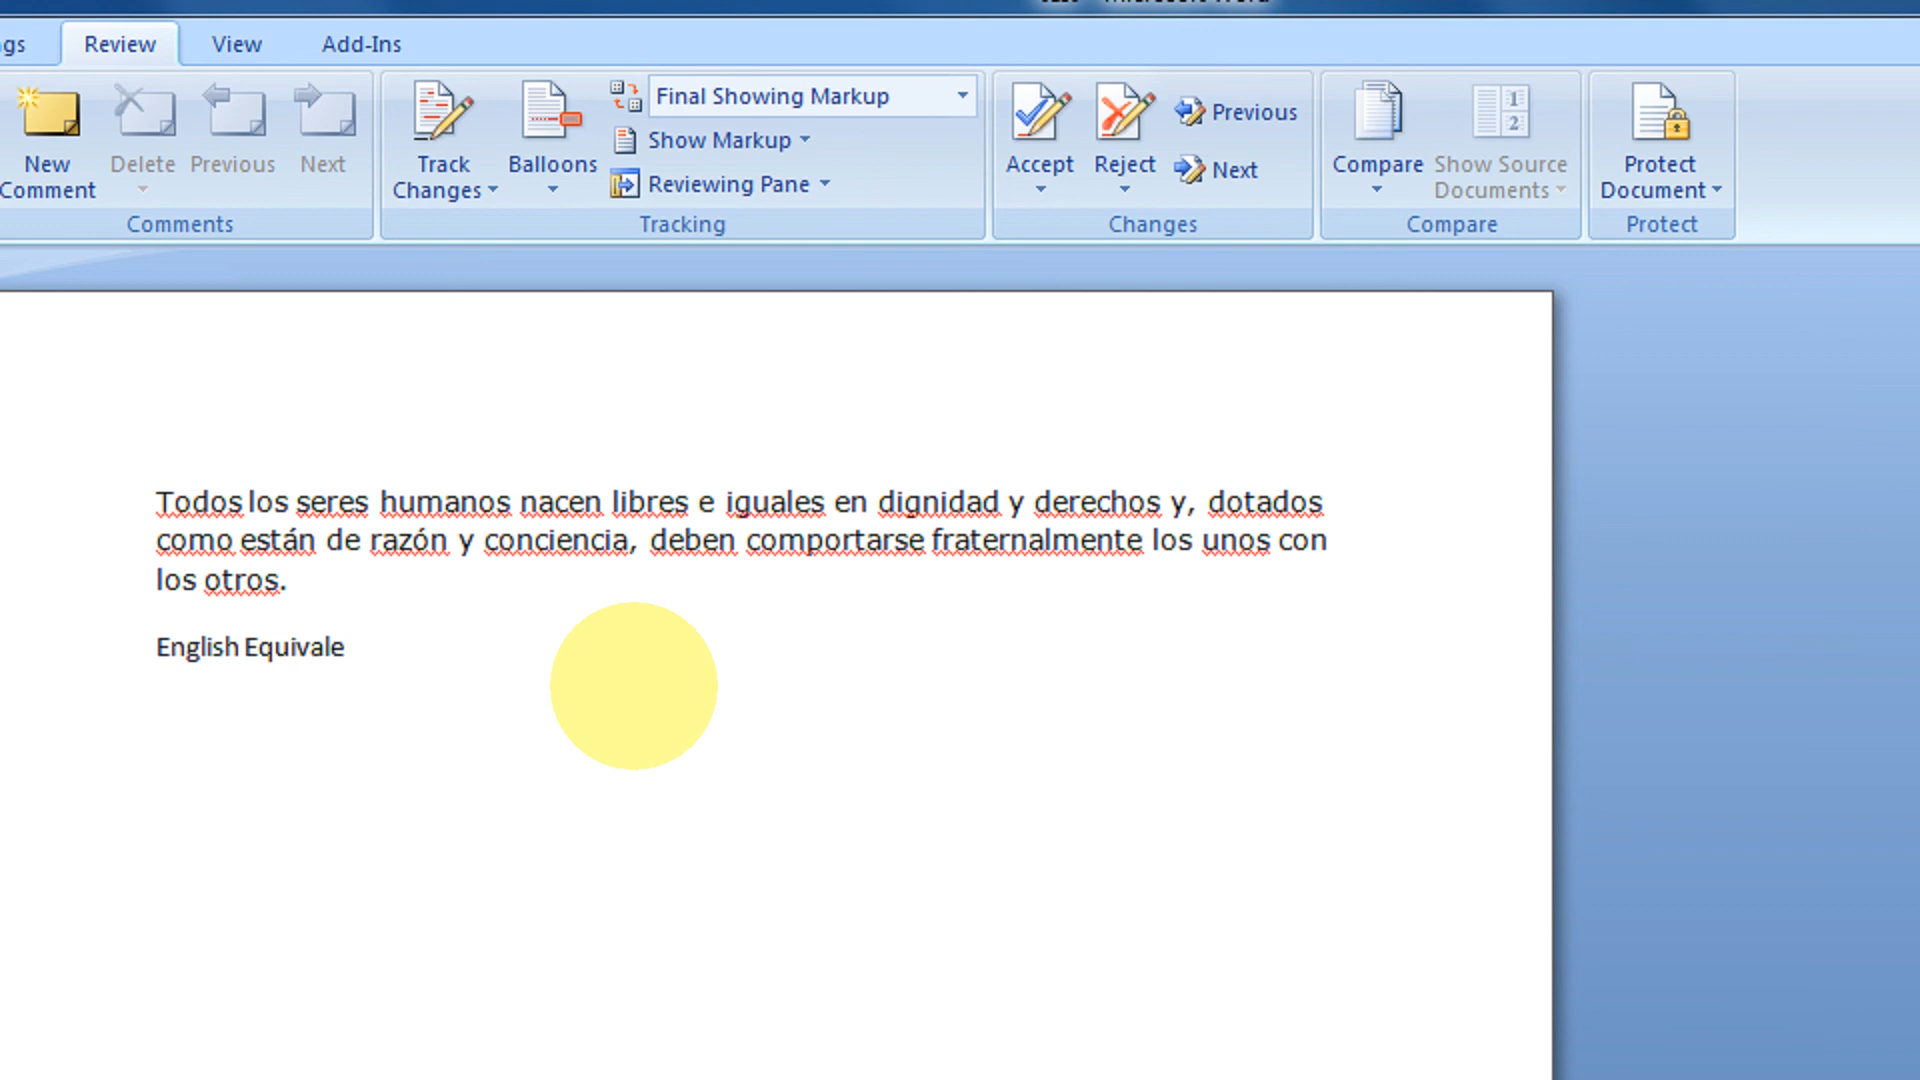 Review View Add-Ins
Final Showing Markup
Show Markup
Reviewing Pane
New Comment
Delete
Previous
Next
Track Changes
Balloons
Accept
Reject
Previous
Next
Compare
Show Source Documents
1
2
Protect Document
Comments Tracking Changes Compare Protect
Todos los seres humanos nacen libres e iguales en dignidad y derechos y, dotados
como están de razón y conciencia, deben comportarse fraternalmente los unos con
los otros.
English Equivale